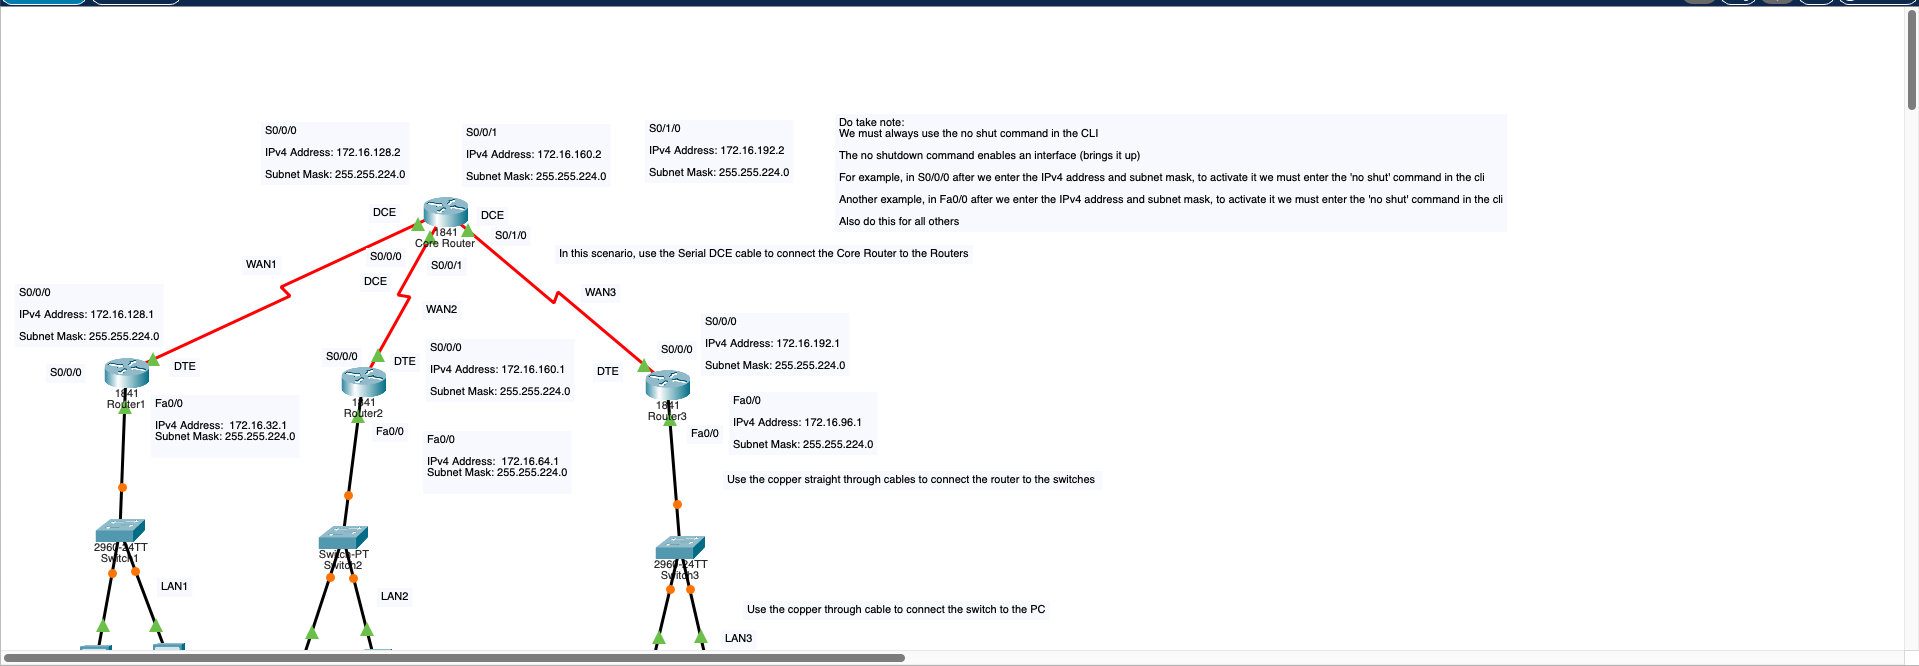 S0/0/0
IPv4 Address: 172.16.128.2
Subnet Mask: 255.255.224.0
S0/0/1
IPv4 Address: 172.16.160.2
Subnet Mask: 255.255.224.0
S0/1/0
IPv4 Address: 172.16.192.2
Subnet Mask: 255.255.224.0
Do take note:
We must always use the no shut command in the CLI
The no shutdown command enables an interface (brings it up)
For example, in S0/0/0 after we enter the IPv4 address and subnet mask, to activate it we must enter the 'no shut' command in the cli
Another example, in Fa0/0 after we enter the IPv4 address and subnet mask, to activate it we must enter the 'no shut' command in the cli
Also do this for all others
DCE
DCE
1841
Core Router
S0/1/0
S0/0/0
S0/0/1
DCE
In this scenario, use the Serial DCE cable to connect the Core Router to the Routers
WAN1
WAN2
WAN3
S0/0/0
IPv4 Address: 172.16.128.1
Subnet Mask: 255.255.224.0
S0/0/0
DTE
1841
Router1
Fa0/0
IPv4 Address: 172.16.32.1
Subnet Mask: 255.255.224.0
S0/0/0
DTE
1841
Router2
Fa0/0
S0/0/0
IPv4 Address: 172.16.160.1
Subnet Mask: 255.255.224.0
Fa0/0
IPv4 Address: 172.16.64.1
Subnet Mask: 255.255.224.0
S0/0/0
DTE
1841
Router3
Fa0/0
S0/0/0
IPv4 Address: 172.16.192.1
Subnet Mask: 255.255.224.0
Fa0/0
IPv4 Address: 172.16.96.1
Subnet Mask: 255.255.224.0
Use the copper straight through cables to connect the router to the switches
2960-24TT
Switch1
LAN1
Switch-PT
Switch2
LAN2
2960-24TT
Switch3
Use the copper through cable to connect the switch to the PC
LAN3